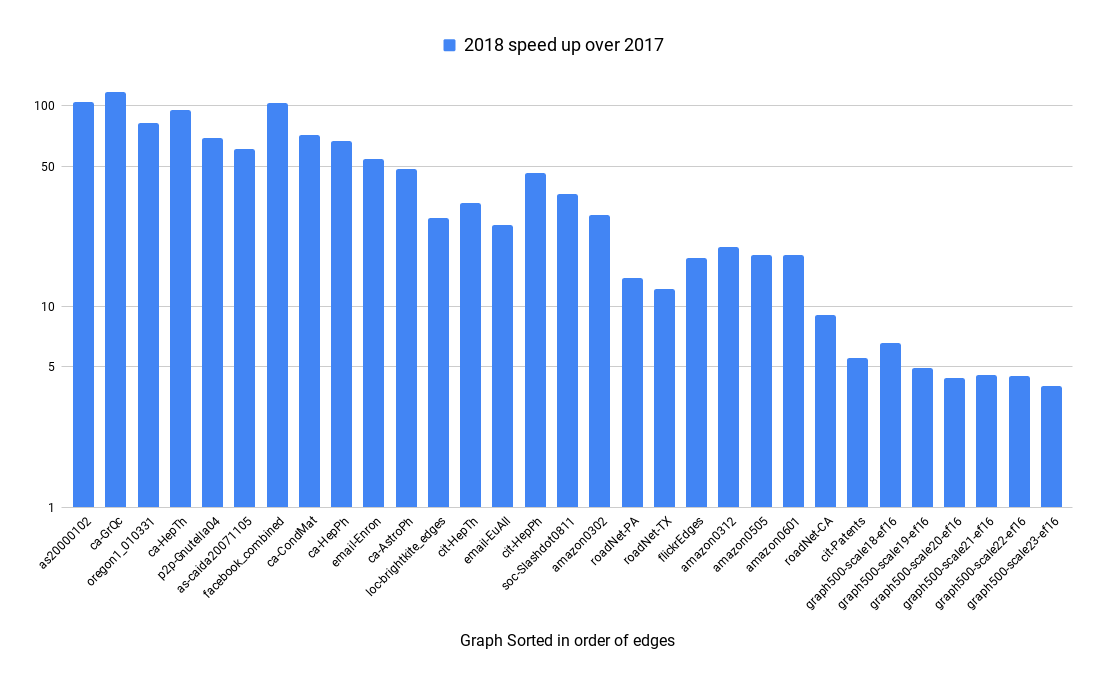 2018 speed up over 2017
100
50
10
5
1
as20000102
ca-GrQc
oregon1_010331
ca-HepTh
p2p-Gnutella04
as-caida20071105
facebook_combined
ca-CondMat
ca-HepPh
email-Enron
ca-AstroPh
loc-brightkite_edges
cit-HepTh
email-EuAll
cit-HepPh
soc-Slashdot0811
amazon0302
roadNet-PA
roadNet-TX
flickrEdges
amazon0312
amazon0505
amazon0601
roadNet-CA
cit-Patents
graph500-scale18-ef16
graph500-scale19-ef16
graph500-scale20-ef16
graph500-scale21-ef16
graph500-scale22-ef16
graph500-scale23-ef16
Graph Sorted in order of edges